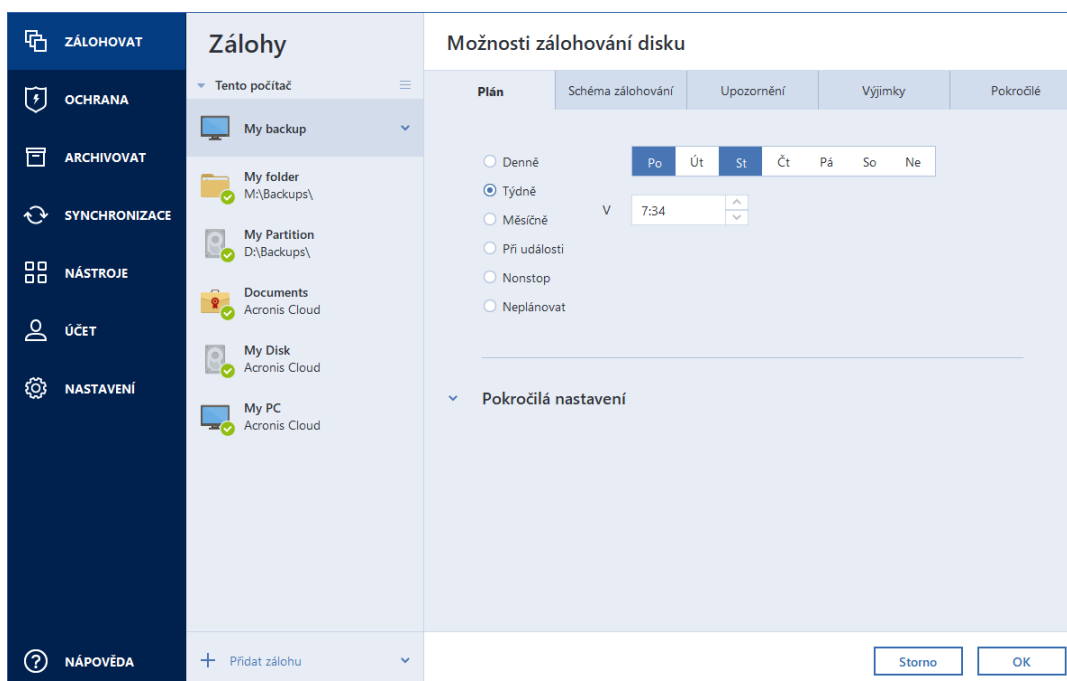 ZÁLOHOVAT
OCHRANA
ARCHIVOVAT
SYNCHRONIZACE
NÁSTROJE
ÚČET
NASTAVENÍ
NÁPOVĚDA
Zálohy
Tento počítač
My backup
My folder
M:\Backups\
My Partition
D:\Backups\
Documents
Acronis Cloud
My Disk
Acronis Cloud
My PC
Acronis Cloud
Přidat zálohu
Možnosti zálohování disku
Plán Schéma zálohování Upozornění Výjimky Pokročilé
Denně
Týdně
Měsíčně
Při události
Nonstop
Neplánovat
Po Út St Čt Pá So Ne
V 7:34
Pokročilá nastavení
Storno OK